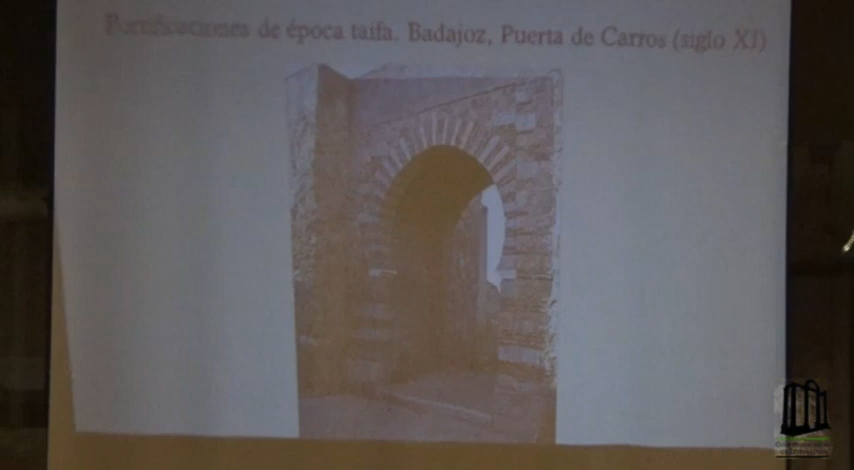 Fortificaciones de época taifa. Badajoz, Puerta de Carros (siglo XI)